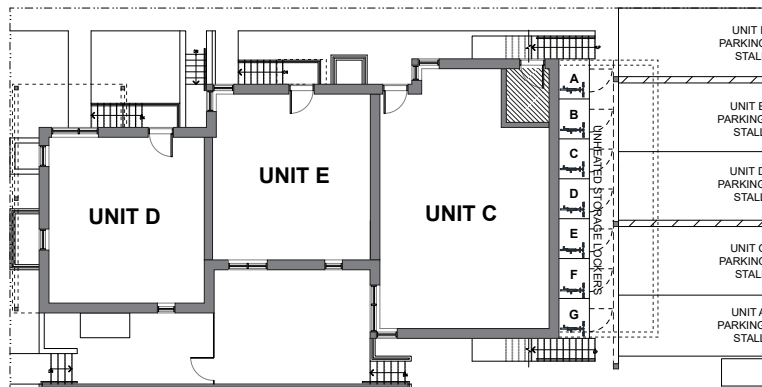 UNIT D
UNIT E
UNIT C
A
B
C
D
E
F
G
UNHEATED STORAGE LOCKERS
UNIT
PARKING
STALL
UNIT
PARKING
STALL
UNIT D
PARKING
STALL
UNIT
PARKING
STALL
UNIT A
PARKING
STALL